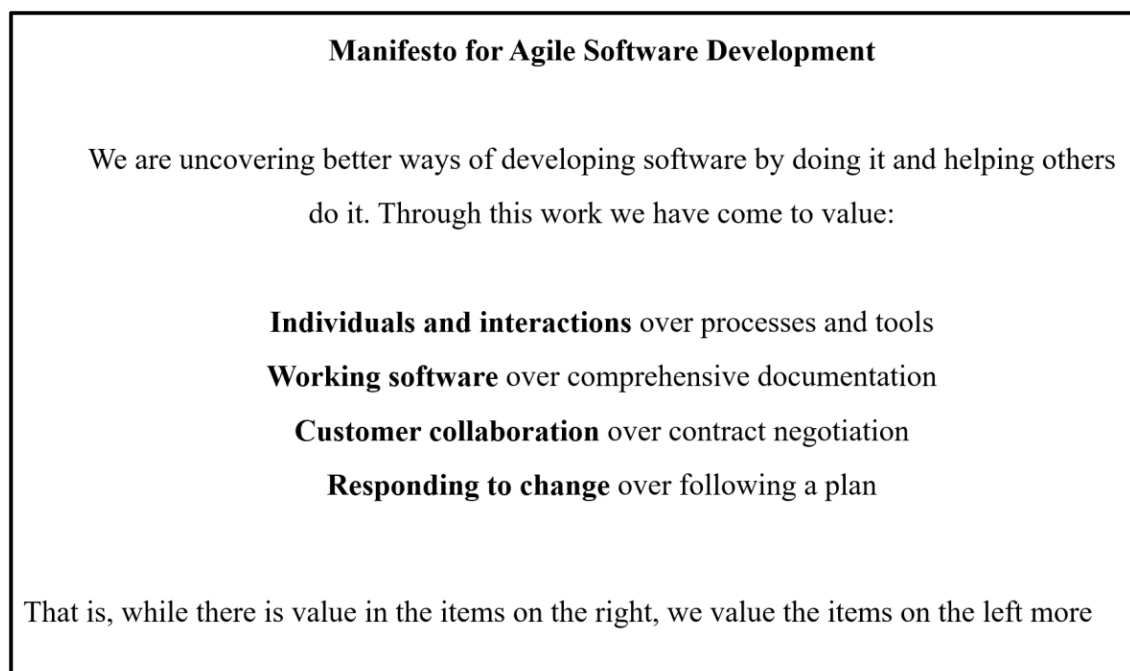 Manifesto for Agile Software Development
We are uncovering better ways of developing software by doing it and helping others
do it. Through this work we have come to value:
Individuals and interactions over processes and tools
Working software over comprehensive documentation
Customer collaboration over contract negotiation
Responding to change over following a plan
That is, while there is value in the items on the right, we value the items on the left more